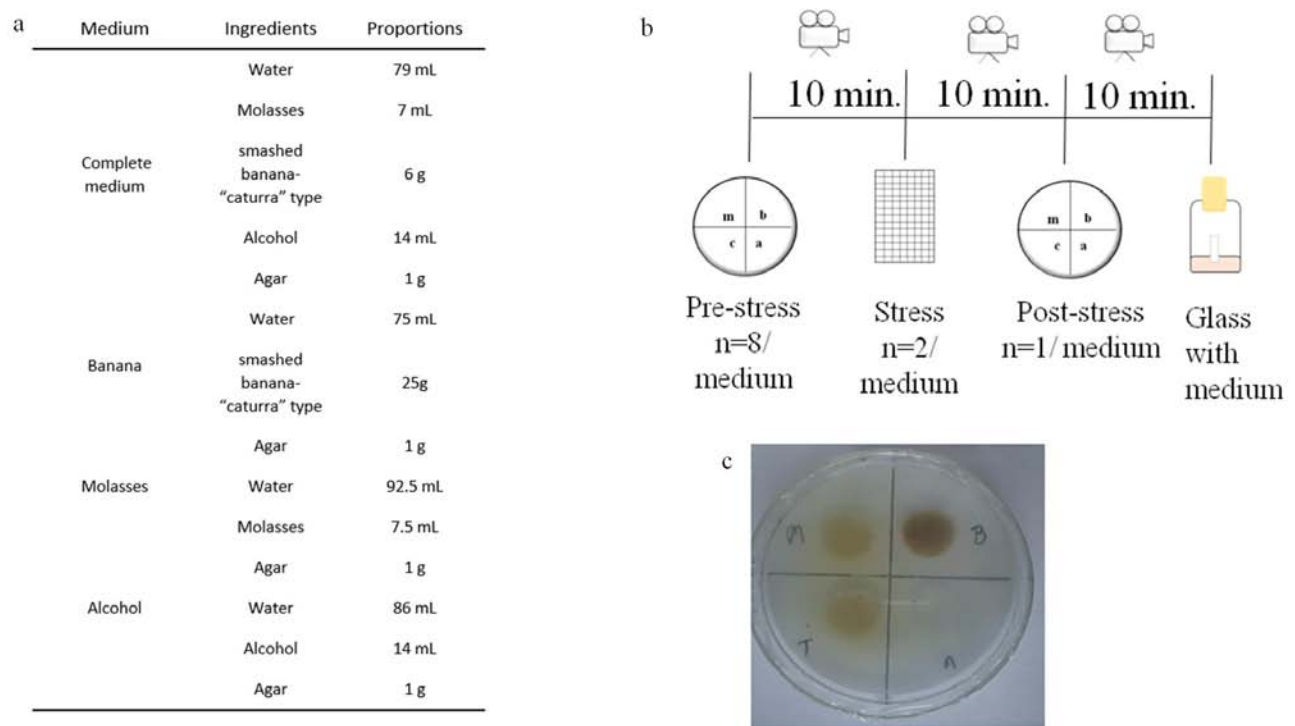 a
Medium Ingredients Proportions
Water 79 mL
Molasses 7 mL
Complete medium
smashed banana-
“caturra” type
6 g
Alcohol 14 mL
Agar 1 g
Water 75 mL
Banana
smashed
banana-
“caturra” type
25g
Agar 1 g
Molasses Water 92.5 mL
Molasses 7.5 mL
Agar 1 g
Alcohol Water 86 mL
Alcohol 14 mL
Agar 1 g
b
10 min. 10 min. 10 min.
m b
c a
m b
c a
Pre-stress
n=8/
medium
Stress
n=2/
medium
Post-stress
n=1/ medium
Glass
with
medium
c
M B
T